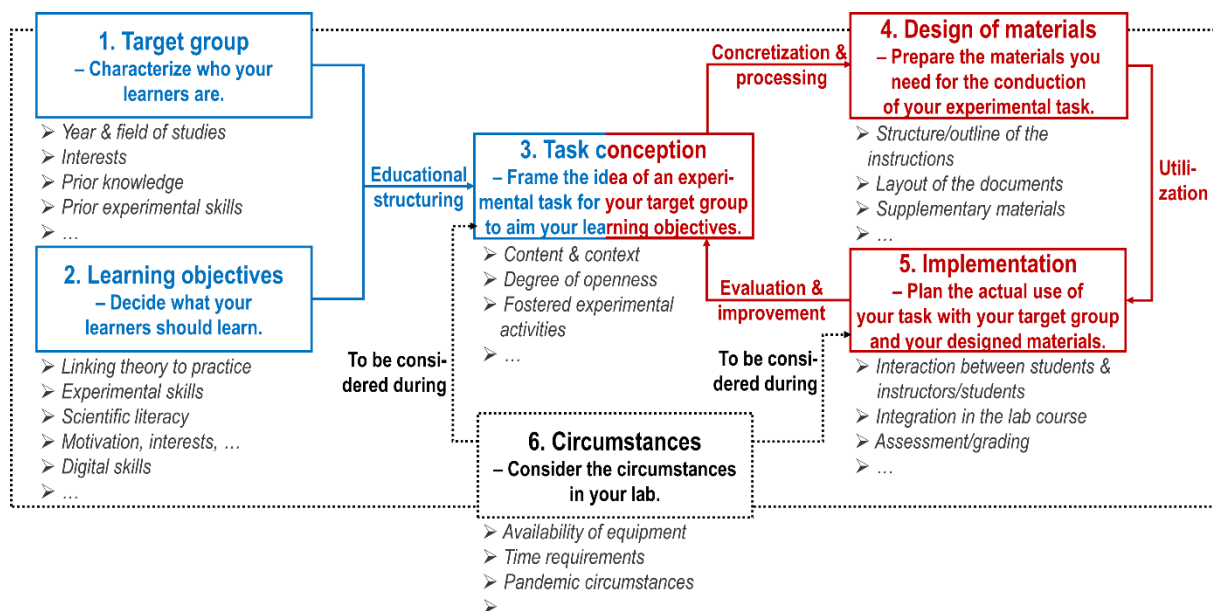 1. Target group
– Characterize who your
learners are.
➢ Year & field of studies
➢ Interests
➢ Prior knowledge
➢ Prior experimental skills
➢ …
2. Learning objectives
– Decide what your
learners should learn.
➢ Linking theory to practice
➢ Experimental skills
➢ Scientific literacy
➢ Motivation, interests, …
➢ Digital skills
➢ …
Educational
structuring
3. Task conception
– Frame the idea of an experi-
mental task for your target group
to aim your learning objectives.
➢ Content & context
➢ Degree of openness
➢ Fostered experimental
activities
➢ …
Concretization &
processing
4. Design of materials
– Prepare the materials you
need for the conduction
of your experimental task.
➢ Structure/outline of the
instructions
➢ Layout of the documents
➢ Supplementary materials
➢ …
Utili-
zation
5. Implementation
– Plan the actual use of
your task with your target group
and your designed materials.
➢ Interaction between students &
instructors/students
➢ Integration in the lab course
➢ Assessment/grading
➢ …
Evaluation &
improvement
To be consi-
dered during
To be consi-
dered during
6. Circumstances
– Consider the circumstances
in your lab.
➢ Availability of equipment
➢ Time requirements
➢ Pandemic circumstances
➢